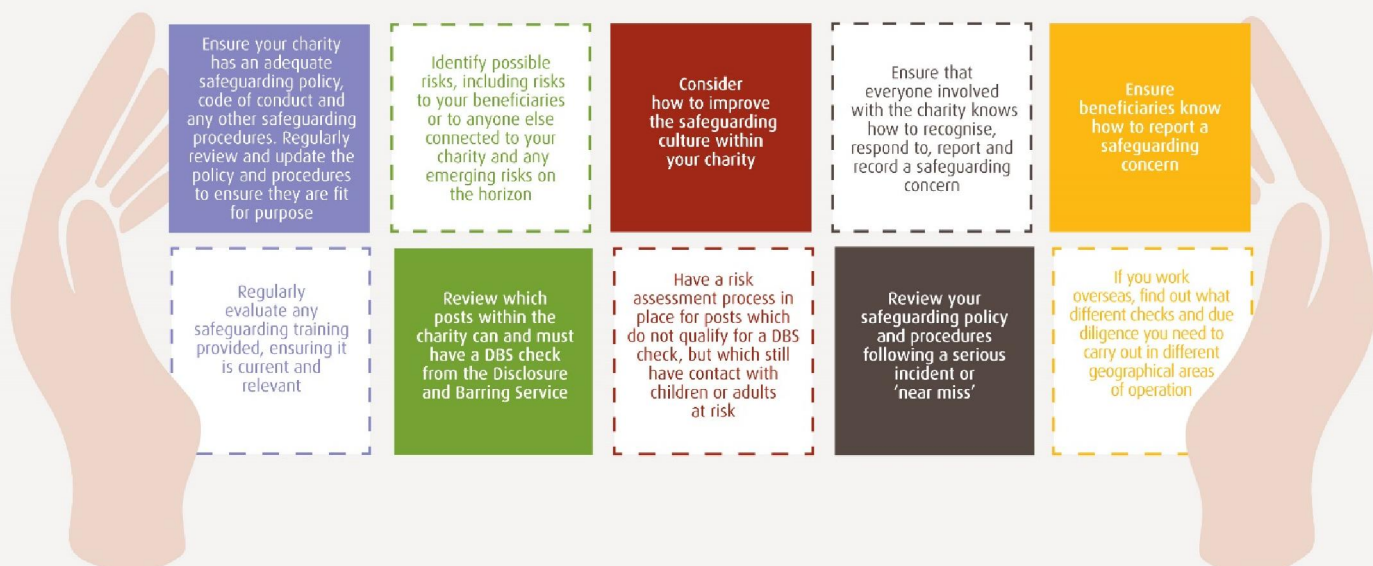 Ensure your charity
has an adequate
safeguarding policy,
code of conduct and
any other safeguarding
procedures. Regularly
review and update the
policy and procedures
to ensure they are fit
for purpose
Identify possible
risks, including risks
to your beneficiaries
or to anyone else
connected to your
charity and any
emerging risks on
the horizon
Consider
how to improve
the safeguarding
culture within
your charity
Ensure that
everyone involved
with the charity knows
how to recognise,
respond to, report and
record a safeguarding
concern
Ensure
beneficiaries know
how to report a
safeguarding
concern
Regularly
evaluate any
safeguarding training
provided, ensuring it
is current and
relevant
Review which
posts within the
charity can and must
have a DBS check
from the Disclosure
and Barring Service
Have a risk
assessment process in
place for posts which
do not qualify for a DBS
check, but which still
have contact with
children or adults
at risk
Review your
safeguarding policy
and procedures
following a serious
incident or
‘near miss’
If you work
overseas, find out what
different checks and due
diligence you need to
carry out in different
geographical areas
of operation